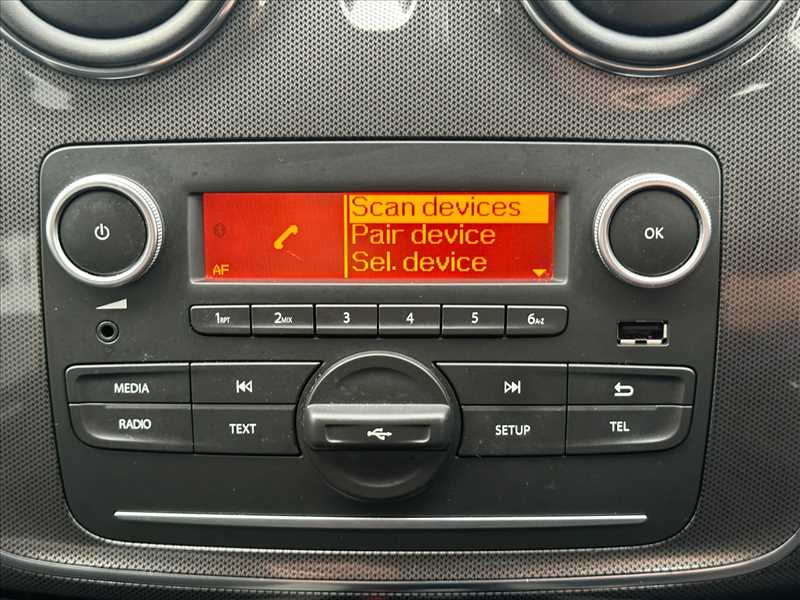 Scan devices
Pair device
Sel. device
AF
OK
1RPT 2MIX 3 4 5 6A-Z
MEDIA
RADIO TEXT SETUP TEL